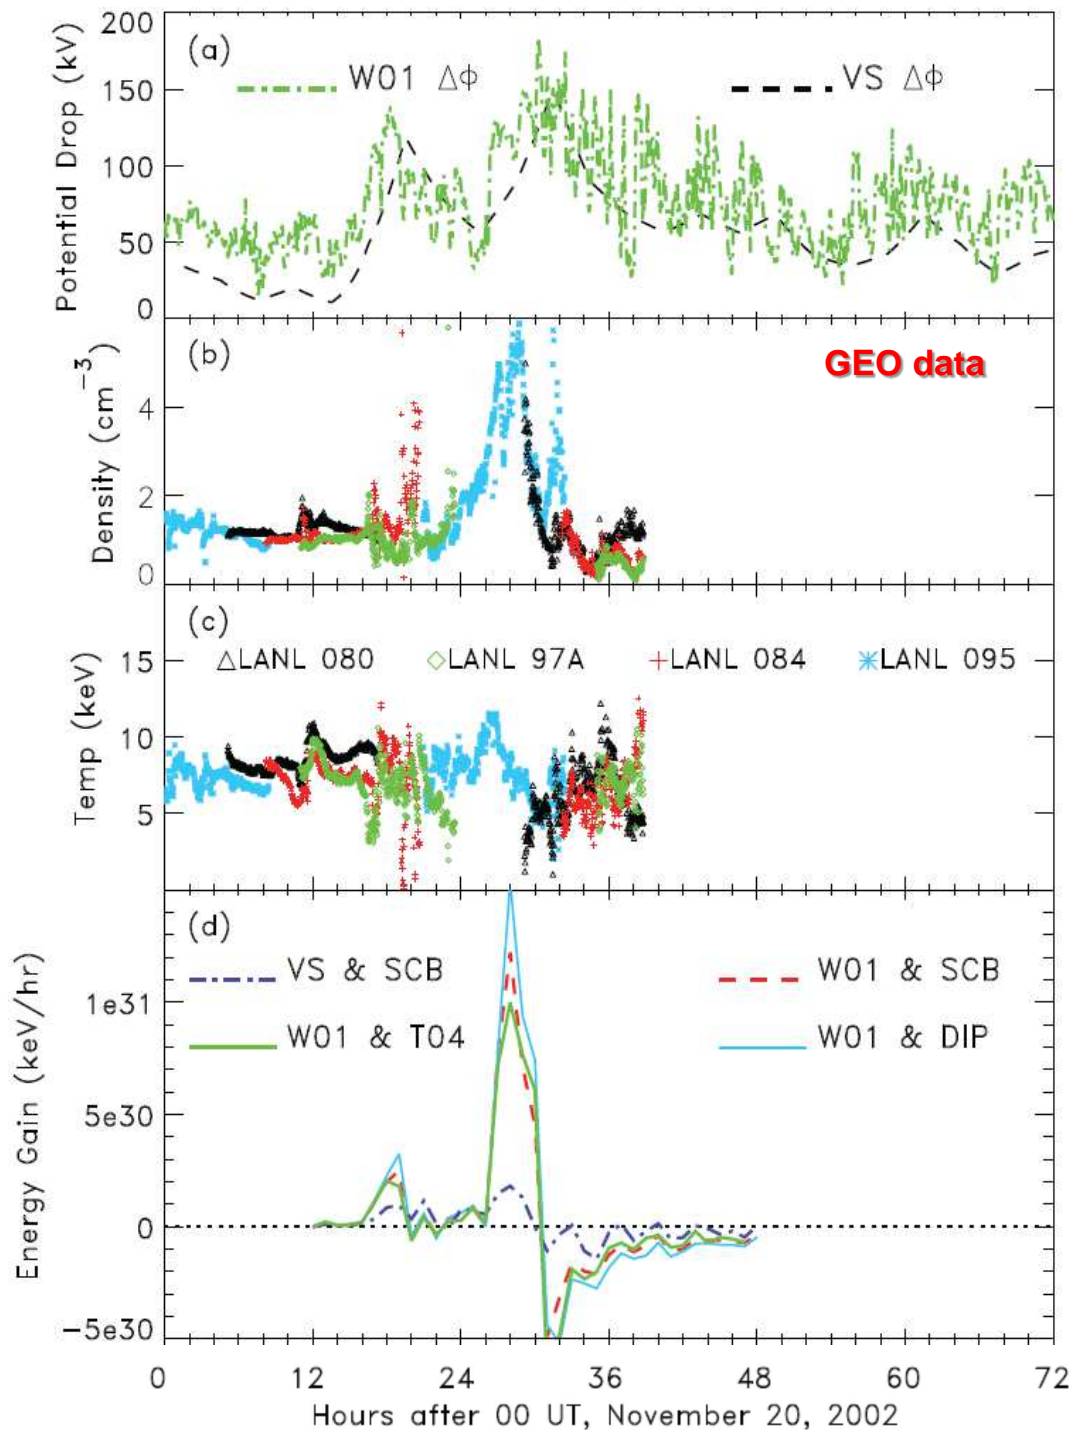 200
(a)
W01 Δϕ
VS Δϕ
150
100
50
0
Potential Drop (kV)
(b)
GEO data
4
2
0
Density (cm⁻³)
(c)
15
△LANL 080
◇LANL 97A
+LANL 084
✳LANL 095
10
5
Temp (keV)
(d)
VS & SCB
W01 & SCB
1e31
W01 & T04
W01 & DIP
5e30
0
−5e30
Energy Gain (keV/hr)
0 12 24 36 48 60 72
Hours after 00 UT, November 20, 2002